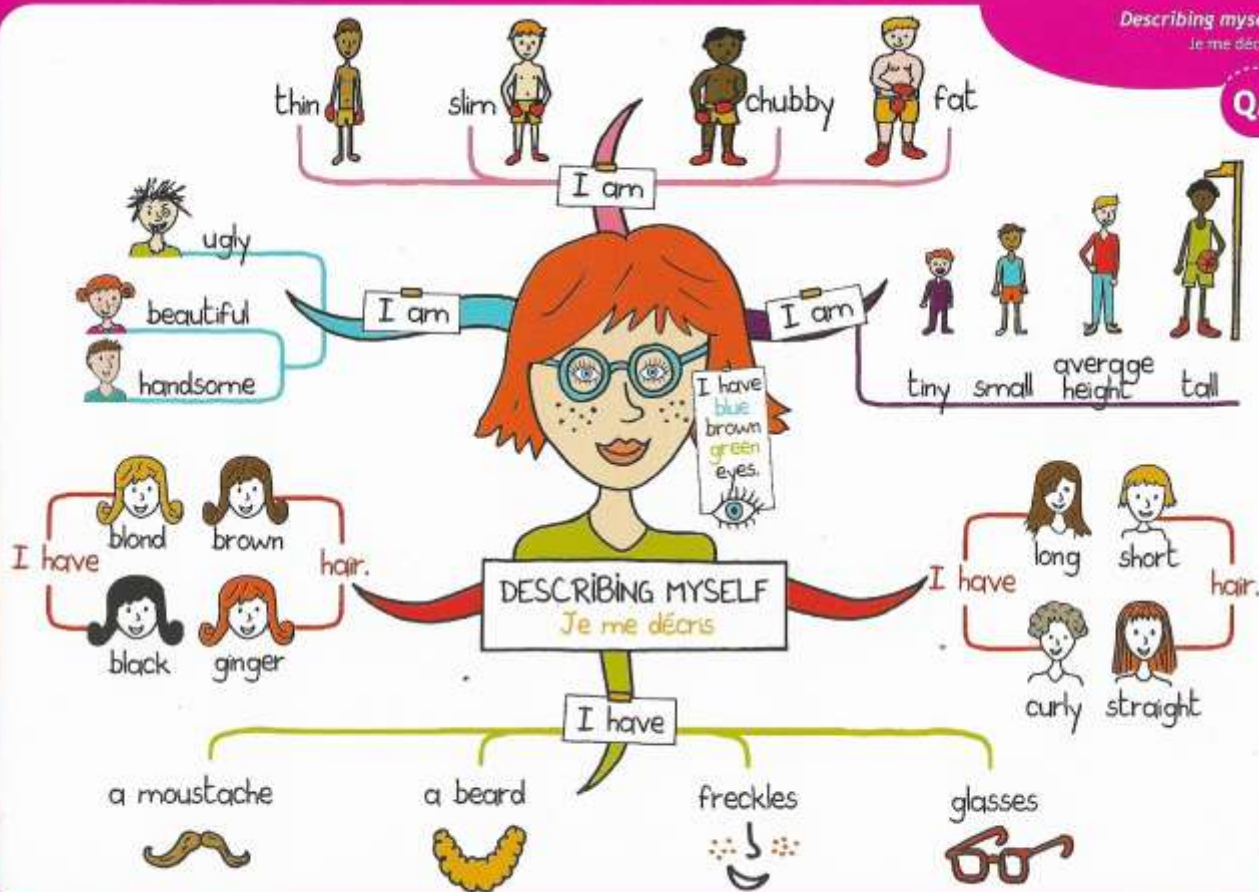 Describing
Je me
Q
thin
slim
chubby
fat
I am
ugly
beautiful
handsome
I am
I am
tiny
small
average
height
tall
I have
blue
brown
green
eyes.
I have
blond
brown
black
ginger
hair.
DESCRIBING MYSELF
Je me décris
I have
long
short
curly
straight
hair.
I have
a moustache
a beard
freckles
glasses